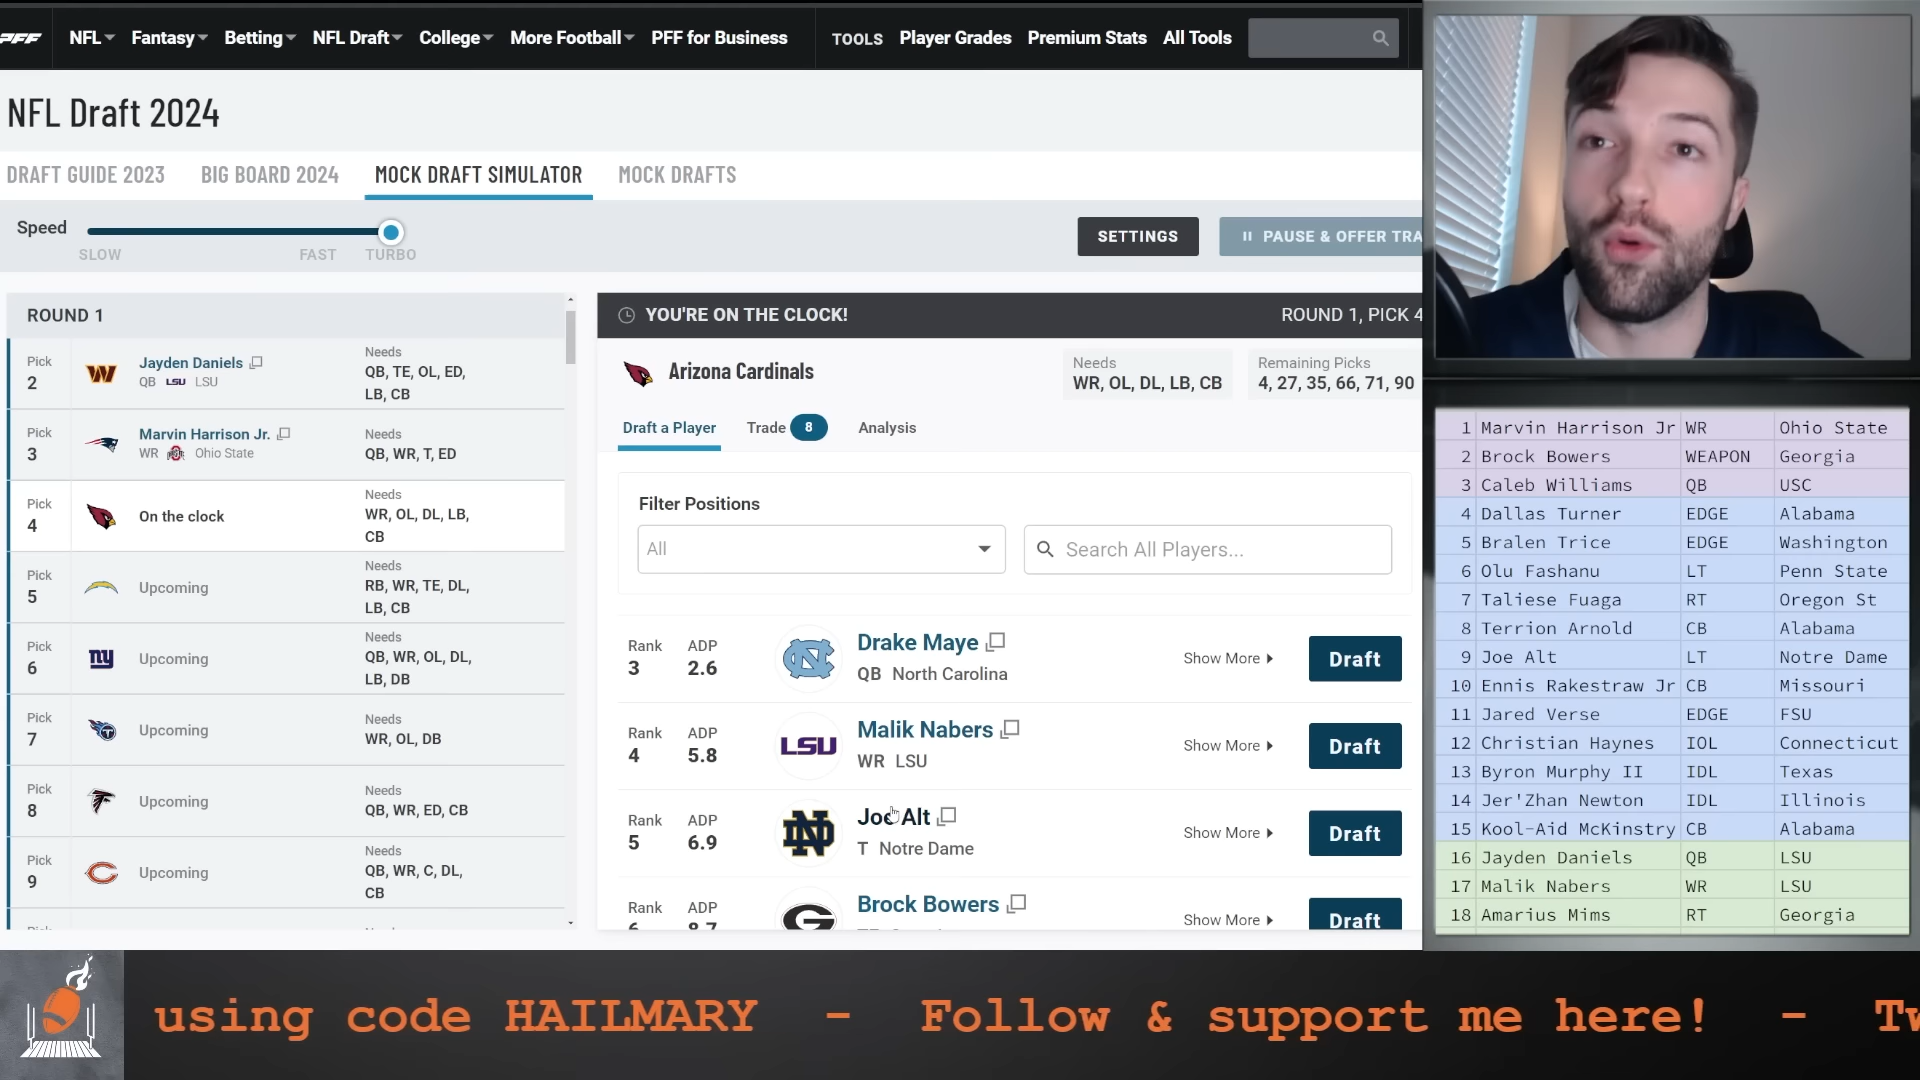 PFF NFL Fantasy Betting NFL Draft College More Football PFF for Business TOOLS Player Grades Premium Stats All Tools
NFL Draft 2024
DRAFT GUIDE 2023 BIG BOARD 2024 MOCK DRAFT SIMULATOR MOCK DRAFTS
Speed
SLOW FAST TURBO
SETTINGS PAUSE & OFFER TRA
ROUND 1
Pick 2 Jayden Daniels QB LSU LSU Needs QB, TE, OL, ED,
LB, CB
Pick 3 Marvin Harrison Jr. WR Ohio State Needs QB, WR, T, ED
Pick 4 On the clock Needs WR, OL, DL, LB,
CB
Pick 5 Upcoming Needs RB, WR, TE, DL,
LB, CB
Pick 6 ny Upcoming Needs QB, WR, OL, DL,
LB, DB
Pick 7 Upcoming Needs WR, OL, DB
Pick 8 Upcoming Needs QB, WR, ED, CB
Pick 9 Upcoming Needs QB, WR, C, DL,
CB
YOU'RE ON THE CLOCK! ROUND 1, PICK 4
Arizona Cardinals
Needs
WR, OL, DL, LB, CB
Remaining Picks
4, 27, 35, 66, 71, 90
Draft a Player Trade 8 Analysis
Filter Positions
All Search All Players...
Rank 3 ADP 2.6 NC Drake Maye QB North Carolina Show More Draft
Rank 4 ADP 5.8 LSU Malik Nabers WR LSU Show More Draft
Rank 5 ADP 6.9 ND Joe Alt T Notre Dame Show More Draft
Rank 6 ADP 8.7 G Brock Bowers Show More Draft
1 Marvin Harrison Jr WR Ohio State
2 Brock Bowers WEAPON Georgia
3 Caleb Williams QB USC
4 Dallas Turner EDGE Alabama
5 Bralen Trice EDGE Washington
6 Olu Fashanu LT Penn State
7 Taliese Fuaga RT Oregon St
8 Terrion Arnold CB Alabama
9 Joe Alt LT Notre Dame
10 Ennis Rakestraw Jr CB Missouri
11 Jared Verse EDGE FSU
12 Christian Haynes IOL Connecticut
13 Byron Murphy II IDL Texas
14 Jer'Zhan Newton IDL Illinois
15 Kool-Aid McKinstry CB Alabama
16 Jayden Daniels QB LSU
17 Malik Nabers WR LSU
18 Amarius Mims RT Georgia
using code HAILMARY - Follow & support me here! - Tw